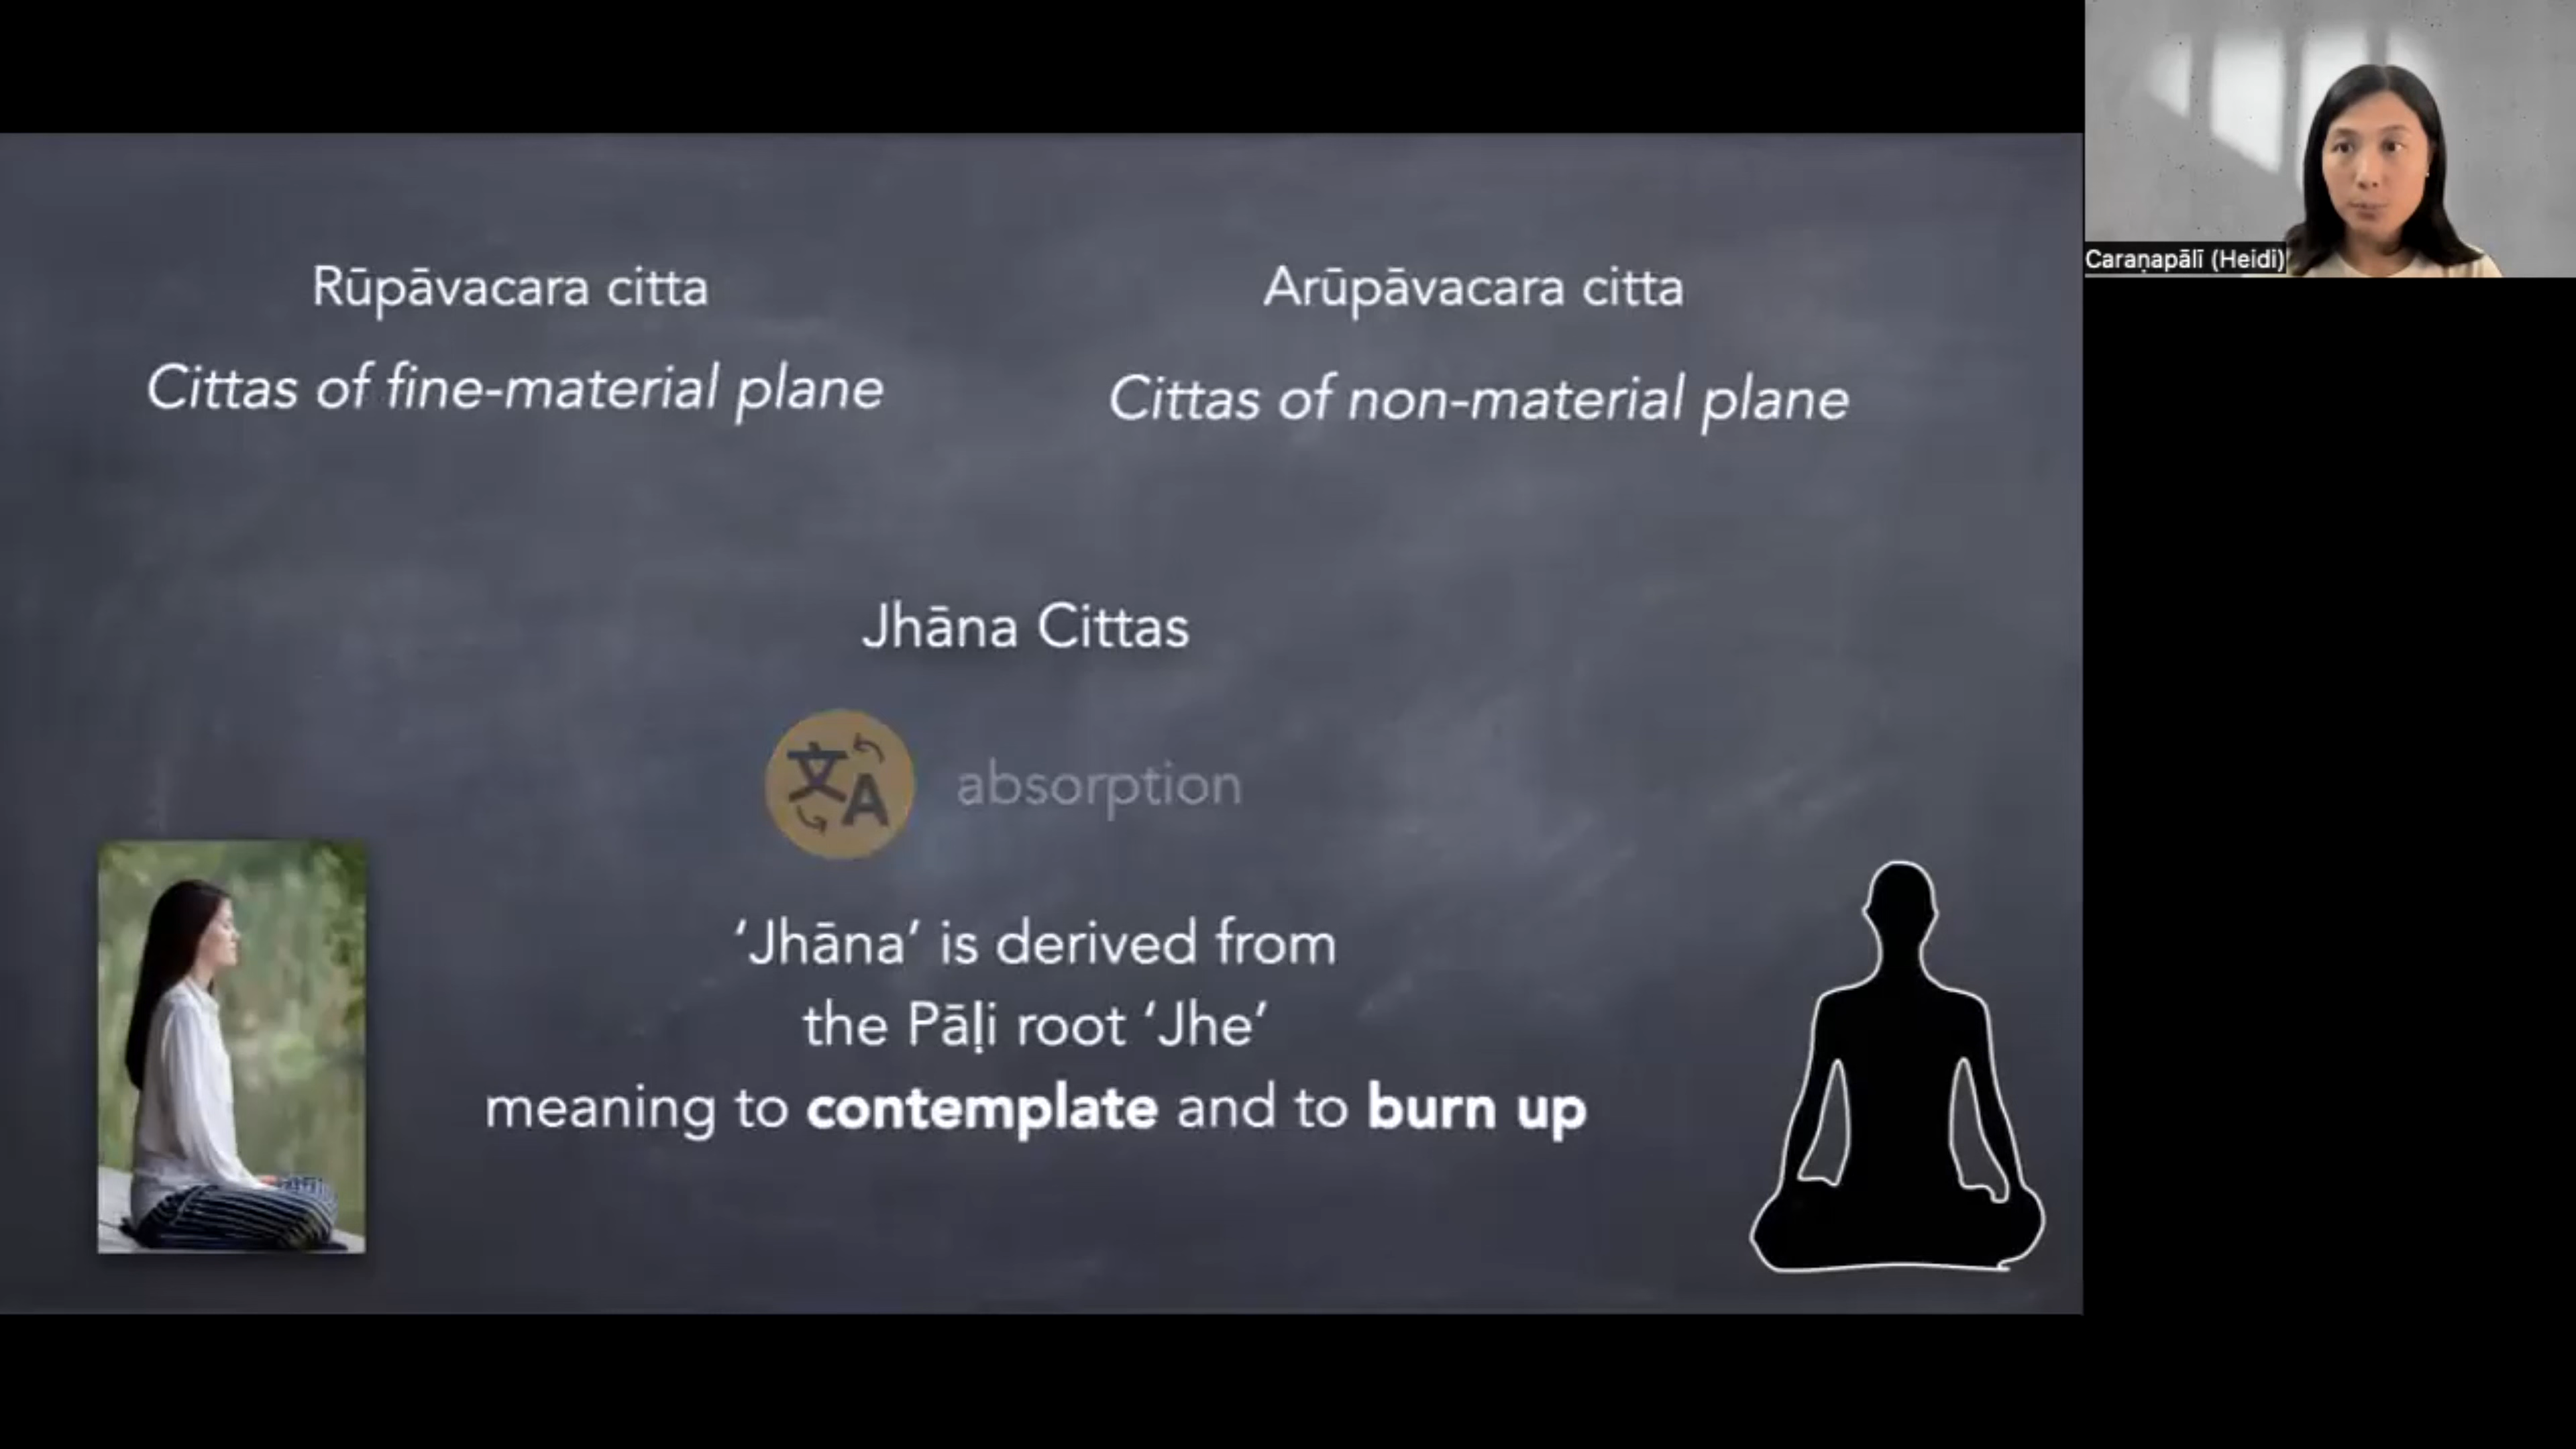 Rūpāvacara citta
Arūpāvacara citta
Cittas of fine-material plane
Cittas of non-material plane
Jhāna Cittas
文A
absorption
‘Jhāna’ is derived from
the Pāḷi root ‘Jhe’
meaning to contemplate and to burn up
Caraṇapālī (Heidi)